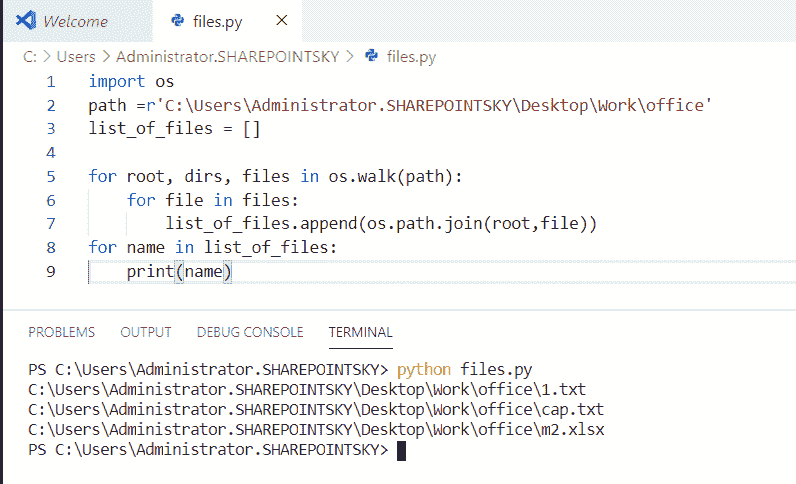 Welcome files.py ×
C: > Users > Administrator.SHAREPOINTSKY > files.py
1 import os
2 path =r'C:\Users\Administrator.SHAREPOINTSKY\Desktop\Work\office'
3 list_of_files = []
4
5 for root, dirs, files in os.walk(path):
6     for file in files:
7         list_of_files.append(os.path.join(root,file))
8 for name in list_of_files:
9     print(name)
PROBLEMS OUTPUT DEBUG CONSOLE TERMINAL
PS C:\Users\Administrator.SHAREPOINTSKY> python files.py
C:\Users\Administrator.SHAREPOINTSKY\Desktop\Work\office\1.txt
C:\Users\Administrator.SHAREPOINTSKY\Desktop\Work\office\cap.txt
C:\Users\Administrator.SHAREPOINTSKY\Desktop\Work\office\m2.xlsx
PS C:\Users\Administrator.SHAREPOINTSKY>